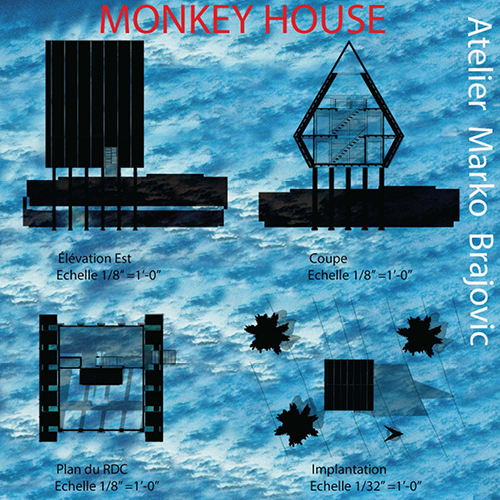 MONKEY HOUSE
Atelier Marko Brajovic
Élévation Est
Echelle 1/8”=1’-0”
Coupe
Echelle 1/8”=1’-0”
Plan du RDC
Echelle 1/8”=1’-0”
Implantation
Echelle 1/32”=1’-0”